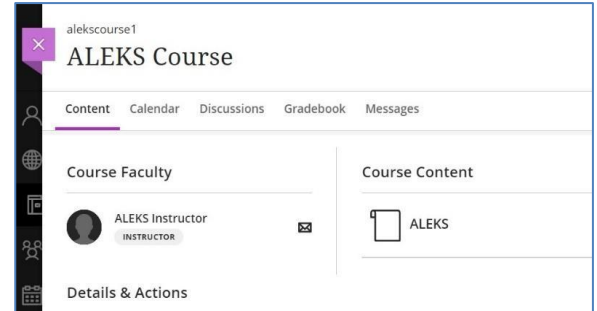 alekscourse1
ALEKS Course
Content Calendar Discussions Gradebook Messages
Course Faculty
ALEKS Instructor
INSTRUCTOR
Details & Actions
Course Content
ALEKS